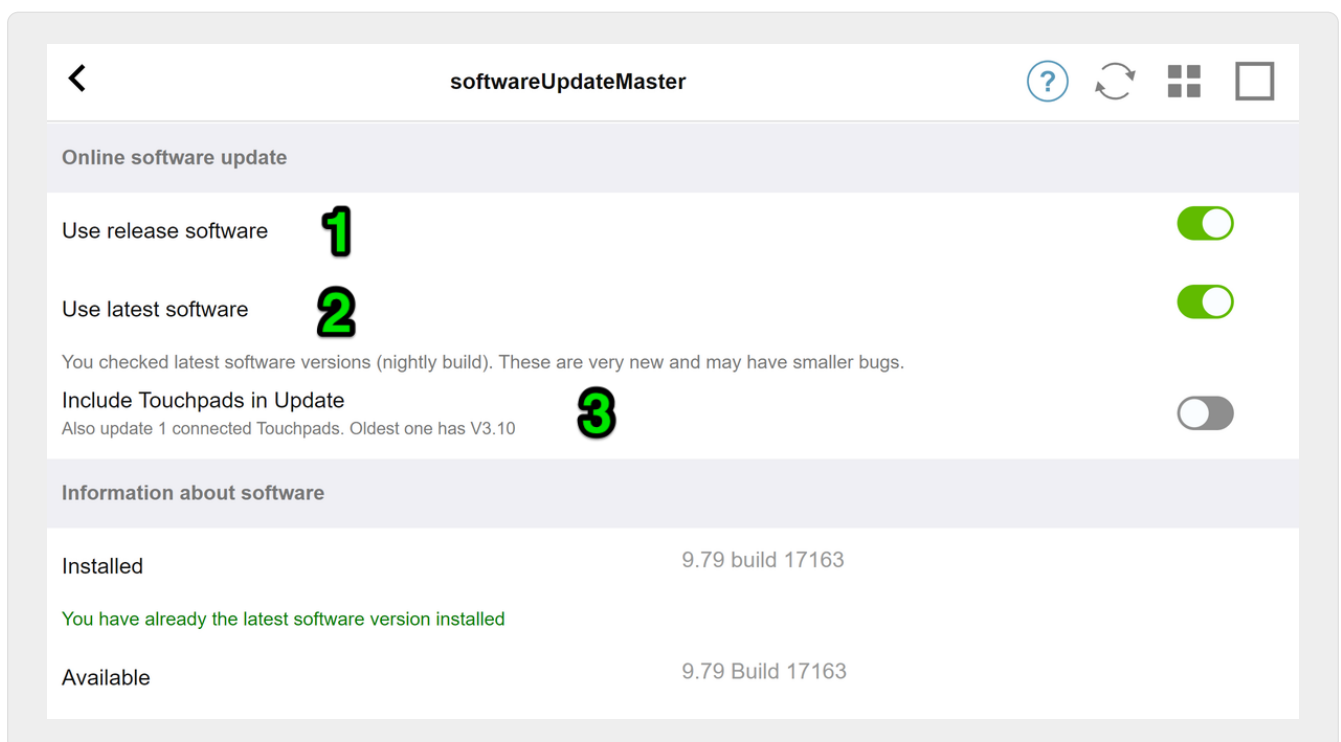 softwareUpdateMaster
?
Online software update
Use release software
1
Use latest software
2
You checked latest software versions (nightly build). These are very new and may have smaller bugs.
Include Touchpads in Update
3
Also update 1 connected Touchpads. Oldest one has V3.10
Information about software
Installed
9.79 build 17163
You have already the latest software version installed
Available
9.79 Build 17163